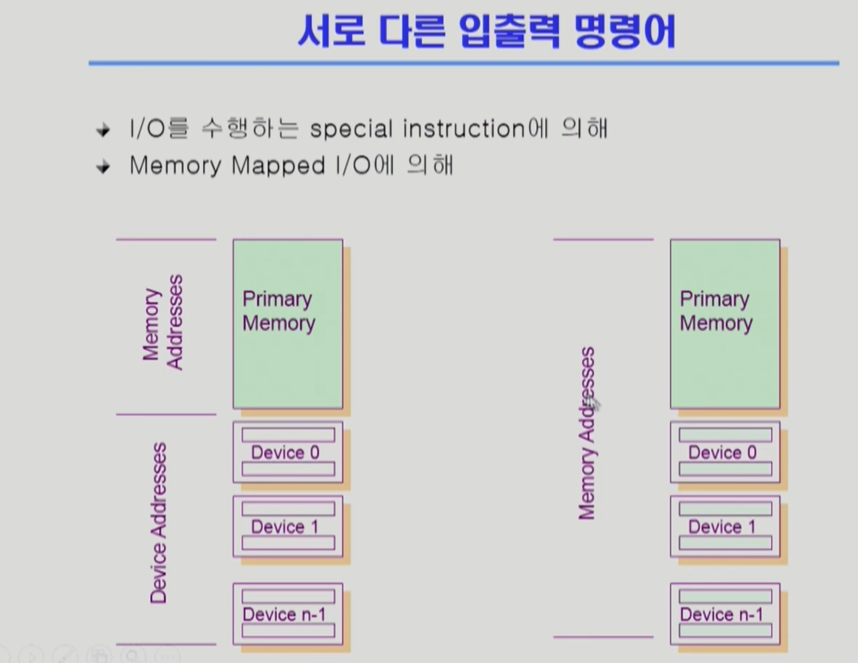 서로 다른 입출력 명령어
I/O를 수행하는 special instruction에 의해
Memory Mapped I/O에 의해
Memory
Addresses
Primary
Memory
Device Addresses
Device 0
Device 1
Device n-1
Memory Addresses
Primary
Memory
Device 0
Device 1
Device n-1